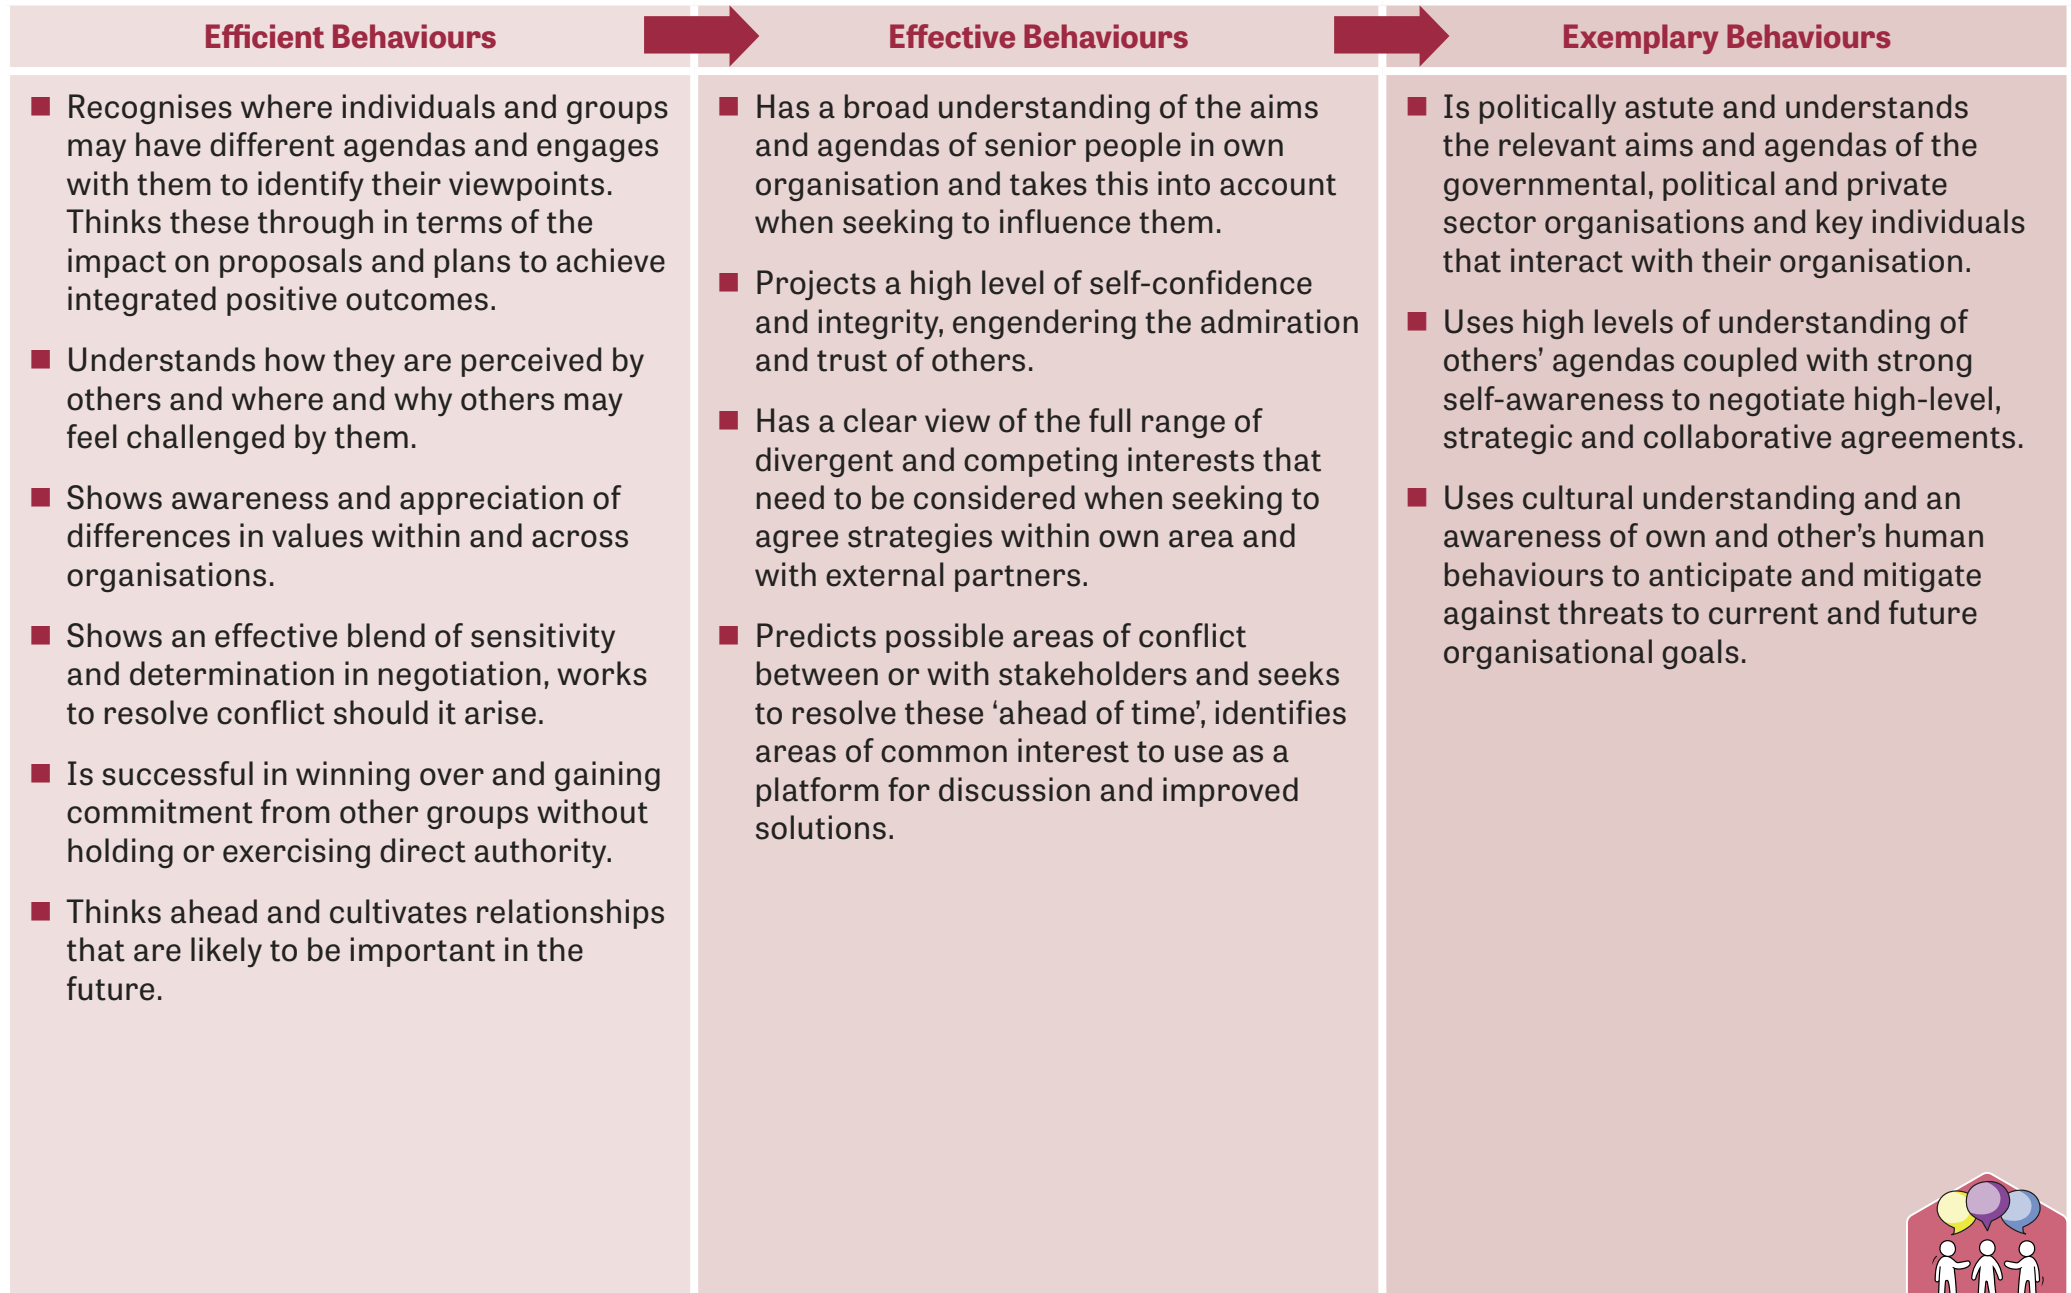 Efficient Behaviours
Recognises where individuals and groups
may have different agendas and engages
with them to identify their viewpoints.
Thinks these through in terms of the
impact on proposals and plans to achieve
integrated positive outcomes.
Understands how they are perceived by
others and where and why others may
feel challenged by them.
Shows awareness and appreciation of
differences in values within and across
organisations.
Shows an effective blend of sensitivity
and determination in negotiation, works
to resolve conflict should it arise.
Is successful in winning over and gaining
commitment from other groups without
holding or exercising direct authority.
Thinks ahead and cultivates relationships
that are likely to be important in the
future.
Effective Behaviours
Has a broad understanding of the aims
and agendas of senior people in own
organisation and takes this into account
when seeking to influence them.
Projects a high level of self-confidence
and integrity, engendering the admiration
and trust of others.
Has a clear view of the full range of
divergent and competing interests that
need to be considered when seeking to
agree strategies within own area and
with external partners.
Predicts possible areas of conflict
between or with stakeholders and seeks
to resolve these ‘ahead of time’, identifies
areas of common interest to use as a
platform for discussion and improved
solutions.
Exemplary Behaviours
Is politically astute and understands
the relevant aims and agendas of the
governmental, political and private
sector organisations and key individuals
that interact with their organisation.
Uses high levels of understanding of
others’ agendas coupled with strong
self-awareness to negotiate high-level,
strategic and collaborative agreements.
Uses cultural understanding and an
awareness of own and other’s human
behaviours to anticipate and mitigate
against threats to current and future
organisational goals.